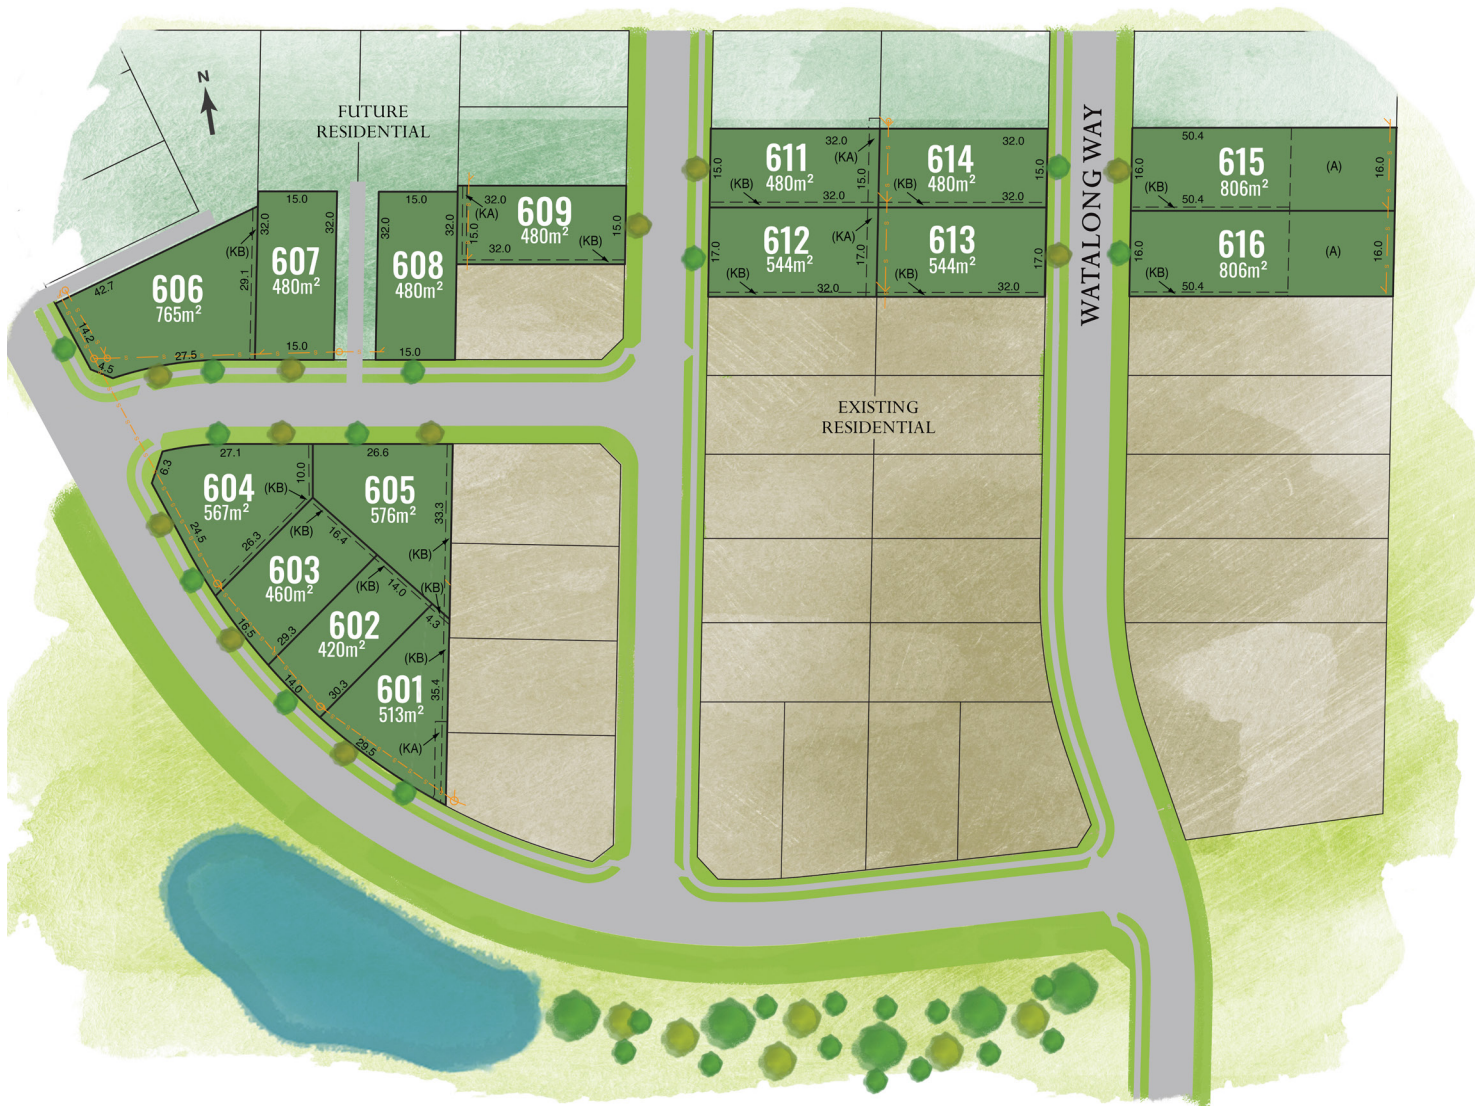 N
FUTURE
RESIDENTIAL
WATALONG WAY
EXISTING
RESIDENTIAL
606
765m²
42.7
14.2
4.5
27.5
29.1
(KB)
607
480m²
15.0
32.0
32.0
15.0
608
480m²
15.0
32.0
32.0
15.0
609
480m²
32.0
(KA)
15.0
15.0
32.0
(KB)
611
480m²
32.0
(KA)
15.0
15.0
(KB)
32.0
614
480m²
32.0
15.0
(KB)
612
544m²
(KA)
17.0
17.0
(KB)
32.0
613
544m²
17.0
(KB)
32.0
615
806m²
50.4
16.0
16.0
(A)
(KB)
50.4
616
806m²
16.0
16.0
(A)
(KB)
50.4
604
567m²
27.1
6.3
10.0
(KB)
24.5
26.3
605
576m²
26.6
33.3
(KB)
(KB)
16.4
603
460m²
(KB)
16.5
29.3
602
420m²
(KB)
14.0
14.0
30.3
601
513m²
(KB)
4.3
35.4
(KA)
29.5